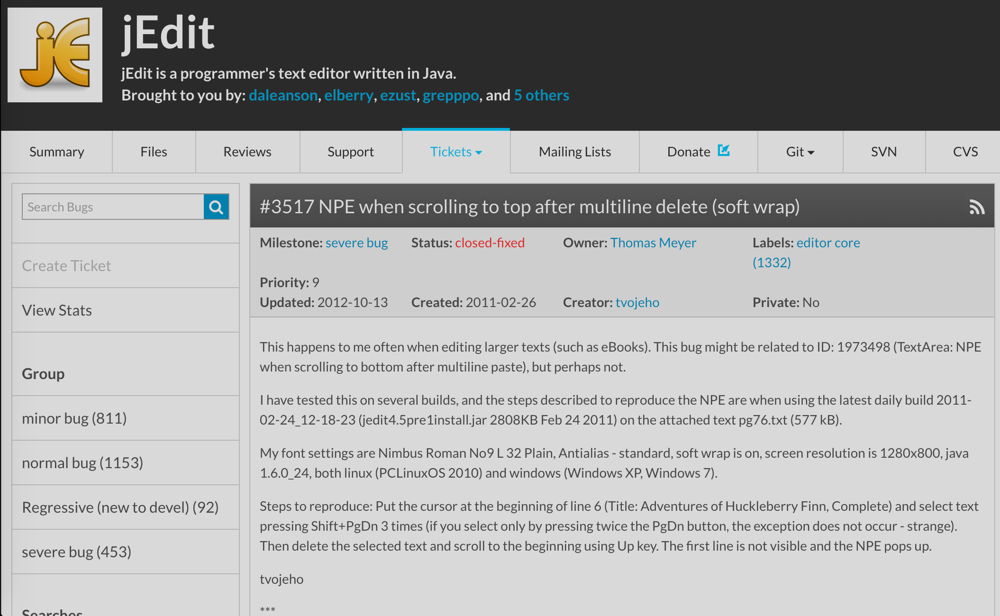 jE
jEdit
jEdit is a programmer's text editor written in Java.
Brought to you by: daleanson, elberry, ezust, grepppo, and 5 others
Summary
Files
Reviews
Support
Tickets
Mailing Lists
Donate
Git
SVN
CVS
Search Bugs
Create Ticket
View Stats
Group
minor bug (811)
normal bug (1153)
Regressive (new to devel) (92)
severe bug (453)
Searches
#3517 NPE when scrolling to top after multiline delete (soft wrap)
Milestone: severe bug
Status: closed-fixed
Owner: Thomas Meyer
Labels: editor core
(1332)
Priority: 9
Updated: 2012-10-13
Created: 2011-02-26
Creator: tvojeho
Private: No
This happens to me often when editing larger texts (such as eBooks). This bug might be related to ID: 1973498 (TextArea: NPE
when scrolling to bottom after multiline paste), but perhaps not.
I have tested this on several builds, and the steps described to reproduce the NPE are when using the latest daily build 2011-
02-24_12-18-23 (jedit4.5pre1install.jar 2808KB Feb 24 2011) on the attached text pg76.txt (577 kB).
My font settings are Nimbus Roman No9 L 32 Plain, Antialias - standard, soft wrap is on, screen resolution is 1280x800, java
1.6.0_24, both linux (PCLinuxOS 2010) and windows (Windows XP, Windows 7).
Steps to reproduce: Put the cursor at the beginning of line 6 (Title: Adventures of Huckleberry Finn, Complete) and select text
pressing Shift+PgDn 3 times (if you select only by pressing twice the PgDn button, the exception does not occur - strange).
Then delete the selected text and scroll to the beginning using Up key. The first line is not visible and the NPE pops up.
tvojeho
***